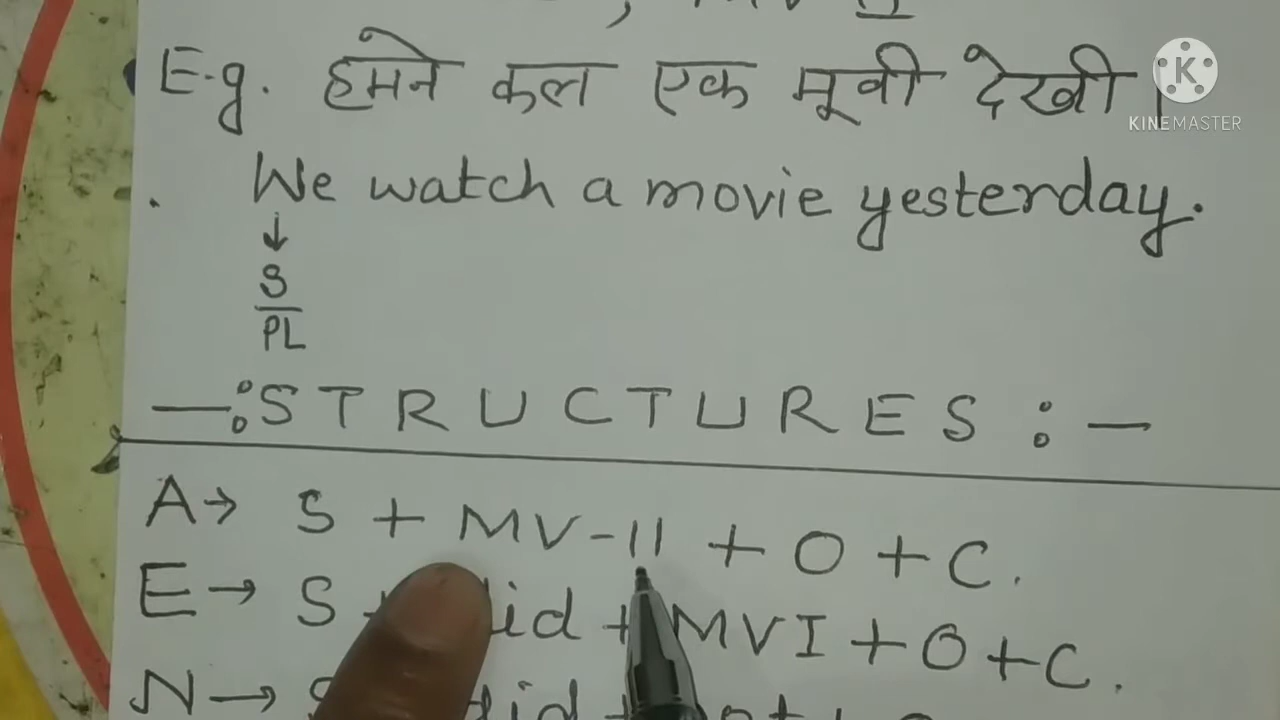 E.g. हमने कल एक मूवी देखी।
KINEMASTER
. We watch a movie yesterday.
↓
S
PL
—:STRUCTURES:—
A→ S + MV-II + O + C.
E→ S + did + MVI + O + C.
N→